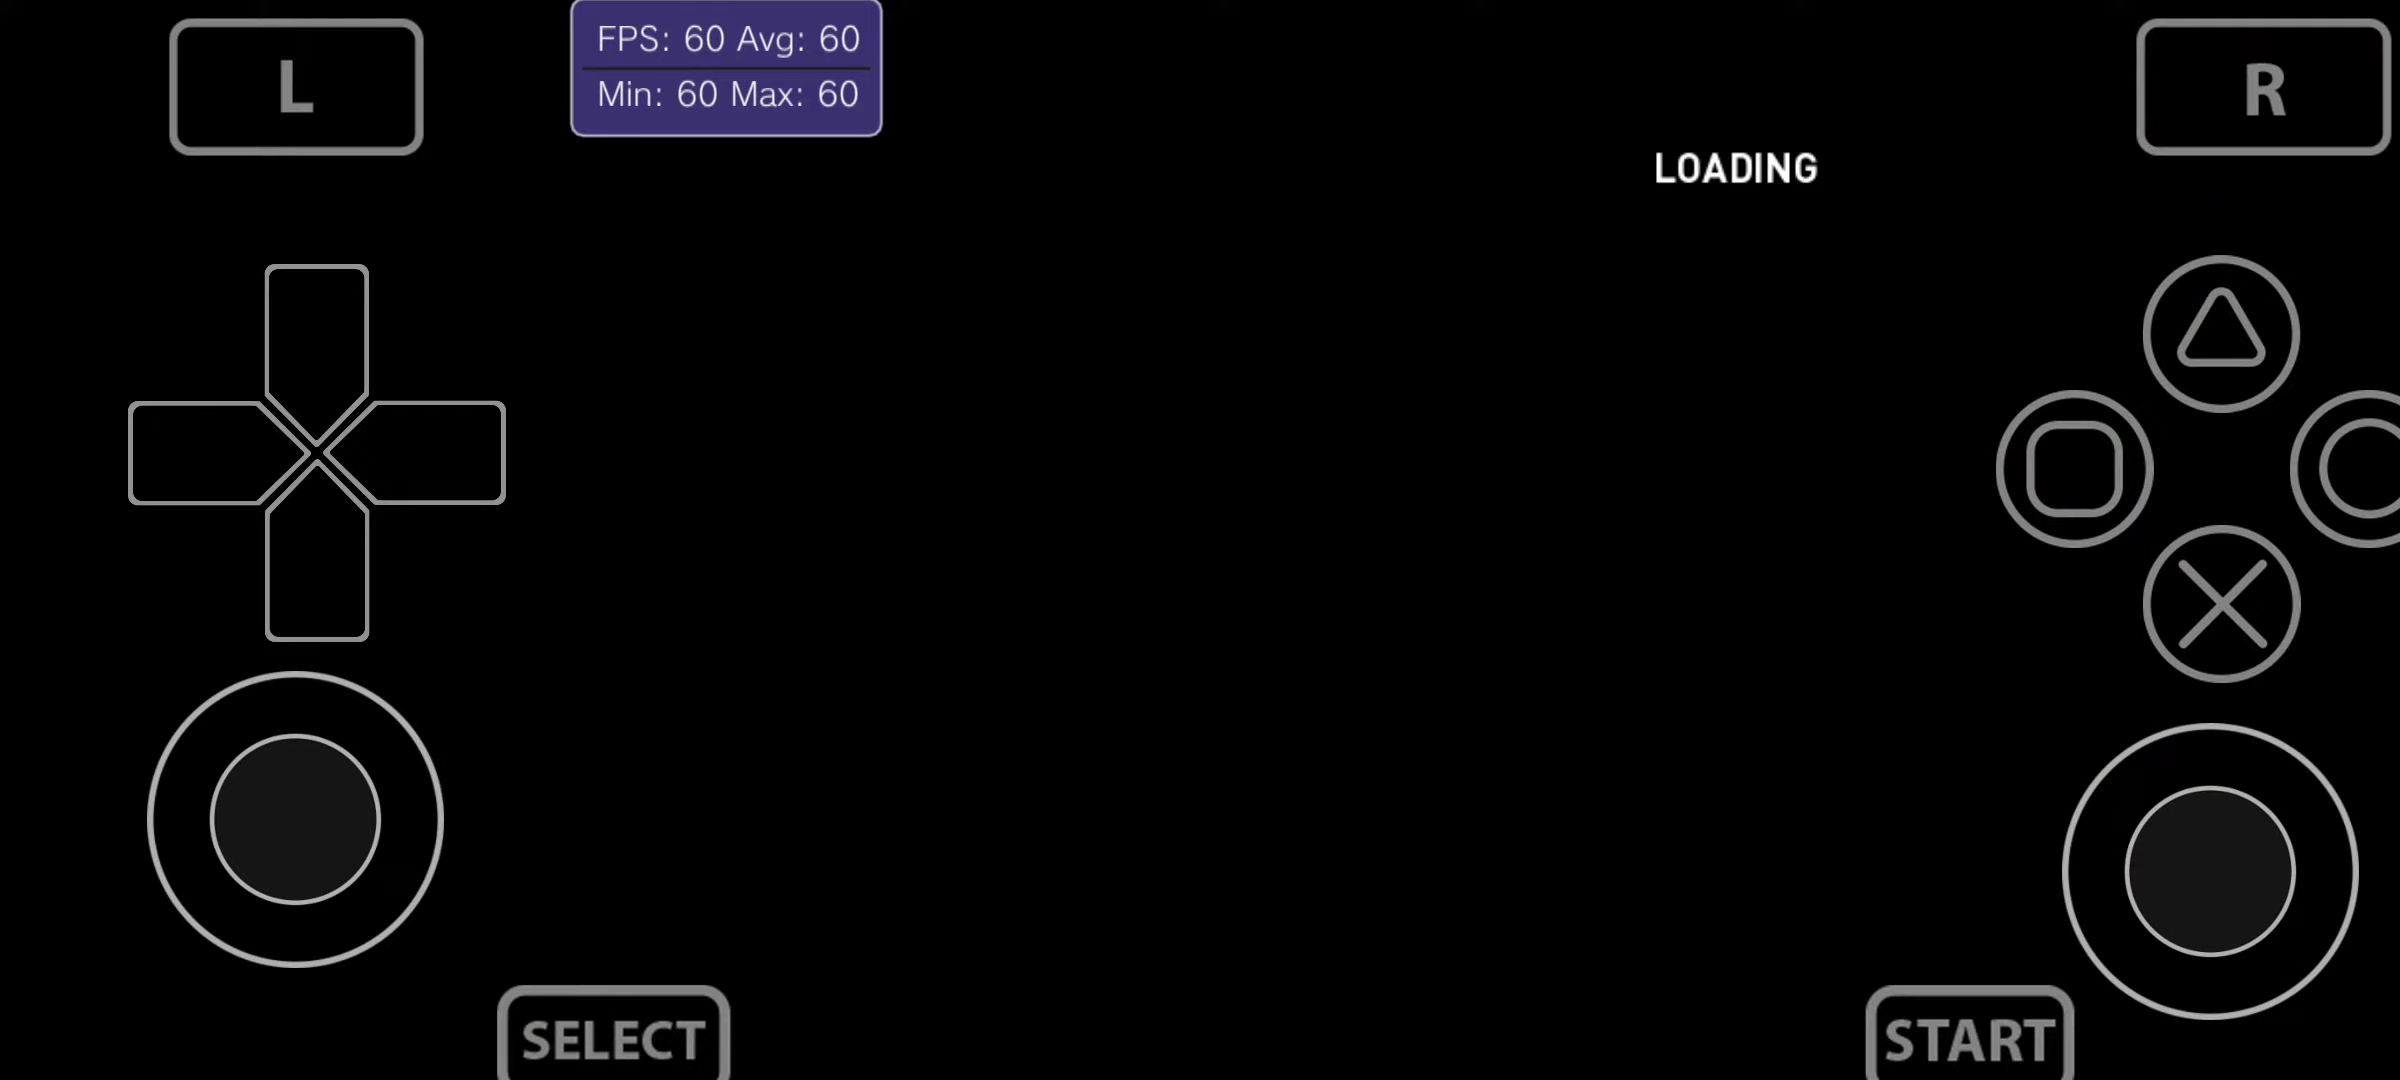 L
FPS: 60 Avg: 60
Min: 60 Max: 60
R
LOADING
SELECT
START